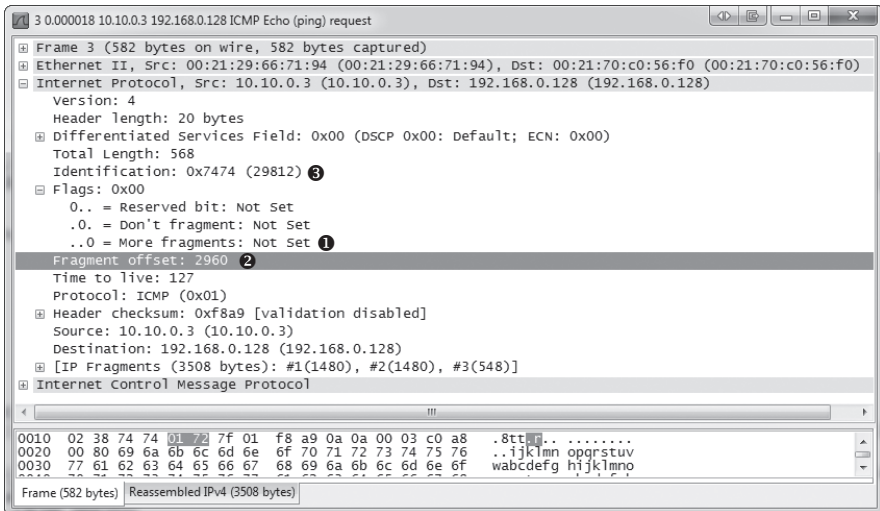 3 0.000018 10.10.0.3 192.168.0.128 ICMP Echo (ping) request
Frame 3 (582 bytes on wire, 582 bytes captured)
Ethernet II, Src: 00:21:29:66:71:94 (00:21:29:66:71:94), Dst: 00:21:70:c0:56:f0 (00:21:70:c0:56:f0)
Internet Protocol, Src: 10.10.0.3 (10.10.0.3), Dst: 192.168.0.128 (192.168.0.128)
Version: 4
Header length: 20 bytes
Differentiated Services Field: 0x00 (DSCP 0x00: Default; ECN: 0x00)
Total Length: 568
Identification: 0x7474 (29812) ❸
Flags: 0x00
0.. = Reserved bit: Not Set
.0. = Don't fragment: Not Set
..0 = More fragments: Not Set ❶
Fragment offset: 2960 ❷
Time to live: 127
Protocol: ICMP (0x01)
Header checksum: 0xf8a9 [validation disabled]
Source: 10.10.0.3 (10.10.0.3)
Destination: 192.168.0.128 (192.168.0.128)
[IP Fragments (3508 bytes): #1(1480), #2(1480), #3(548)]
Internet Control Message Protocol
0010 02 38 74 74 01 72 7f 01 f8 a9 0a 0a 00 03 c0 a8 .8tt.r.. ........
0020 00 80 69 6a 6b 6c 6d 6e 6f 70 71 72 73 74 75 76 ..ijklmn opqrstuv
0030 77 61 62 63 64 65 66 67 68 69 6a 6b 6c 6d 6e 6f wabcdefg hijklmno
Frame (582 bytes) Reassembled IPv4 (3508 bytes)